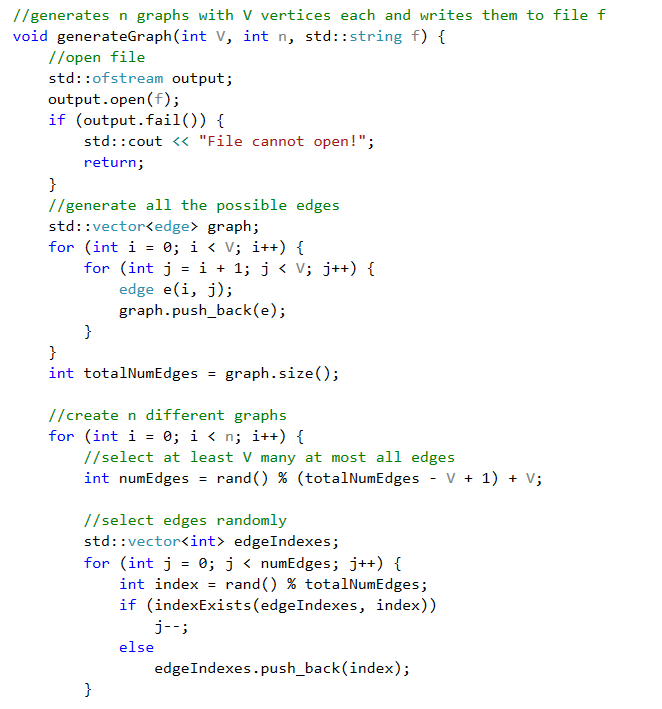 //generates n graphs with V vertices each and writes them to file f
void generateGraph(int V, int n, std::string f) {
    //open file
    std::ofstream output;
    output.open(f);
    if (output.fail()) {
        std::cout << "File cannot open!";
        return;
    }
    //generate all the possible edges
    std::vector<edge> graph;
    for (int i = 0; i < V; i++) {
        for (int j = i + 1; j < V; j++) {
            edge e(i, j);
            graph.push_back(e);
        }
    }
    int totalNumEdges = graph.size();

    //create n different graphs
    for (int i = 0; i < n; i++) {
        //select at least V many at most all edges
        int numEdges = rand() % (totalNumEdges - V + 1) + V;

        //select edges randomly
        std::vector<int> edgeIndexes;
        for (int j = 0; j < numEdges; j++) {
            int index = rand() % totalNumEdges;
            if (indexExists(edgeIndexes, index))
                j--;
            else
                edgeIndexes.push_back(index);
        }